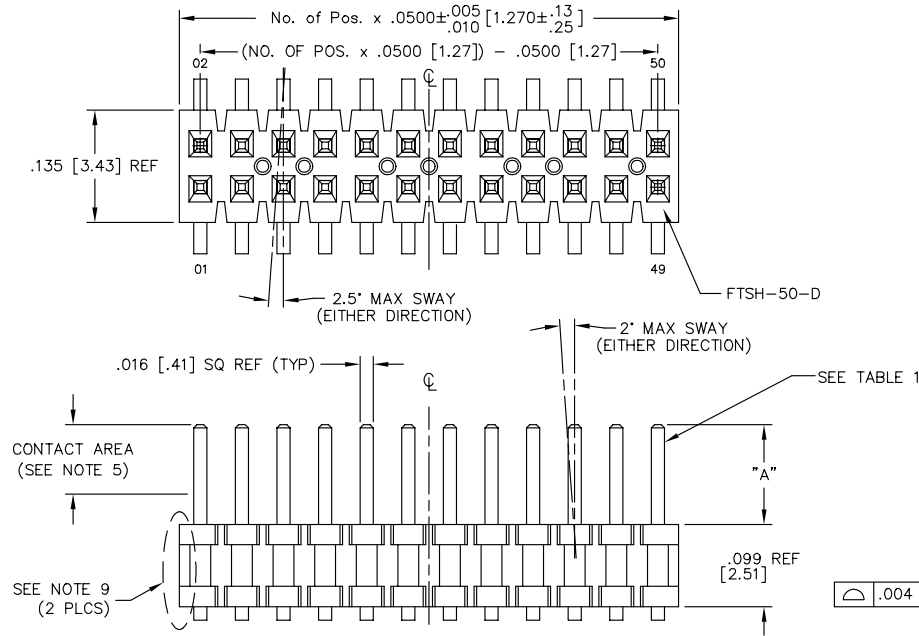 No. of Pos. x .0500±.005 .010 [1.270±.13 .25]
(NO. OF POS. x .0500 [1.27]) - .0500 [1.27]
02
℄
50
.135 [3.43] REF
01
49
FTSH-50-D
2.5° MAX SWAY
(EITHER DIRECTION)
2° MAX SWAY
(EITHER DIRECTION)
.016 [.41] SQ REF (TYP)
℄
SEE TABLE 1
CONTACT AREA
(SEE NOTE 5)
"A"
.099 REF
[2.51]
SEE NOTE 9
(2 PLCS)
⌓ .004